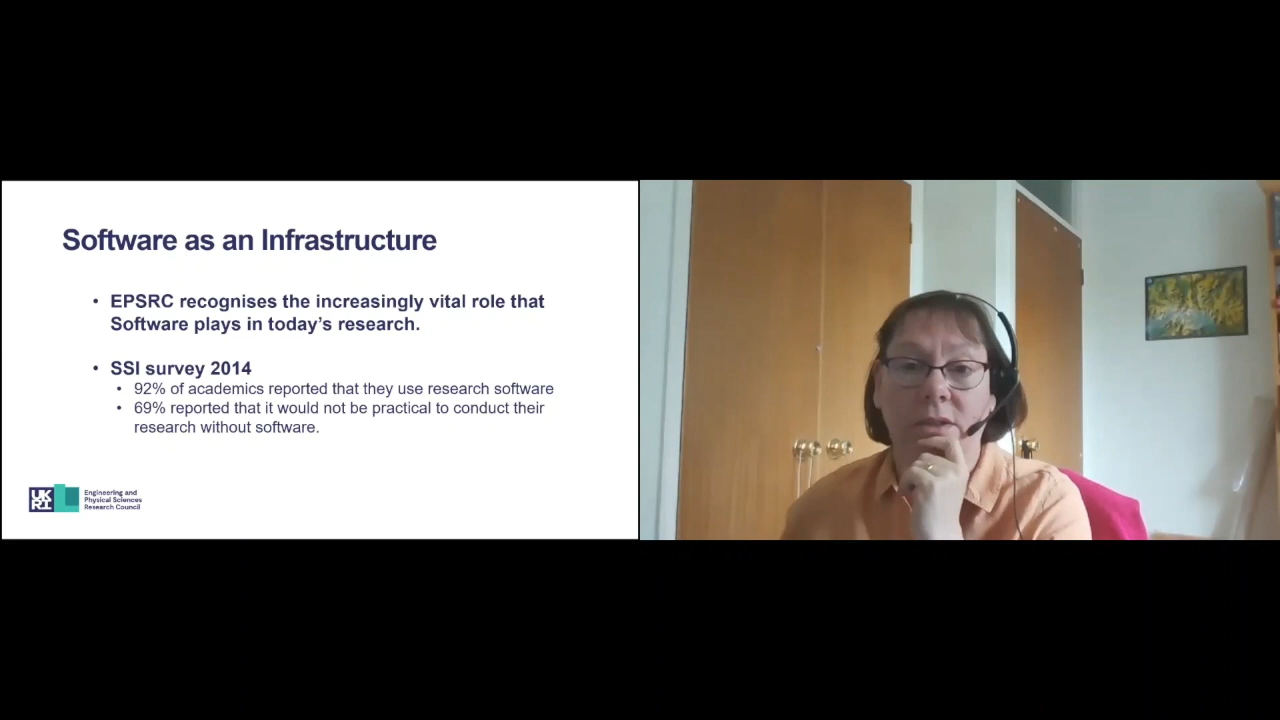 Software as an Infrastructure
• EPSRC recognises the increasingly vital role that
Software plays in today's research.
• SSI survey 2014
• 92% of academics reported that they use research software
• 69% reported that it would not be practical to conduct their
research without software.
UK
RI
Engineering and
Physical Sciences
Research Council